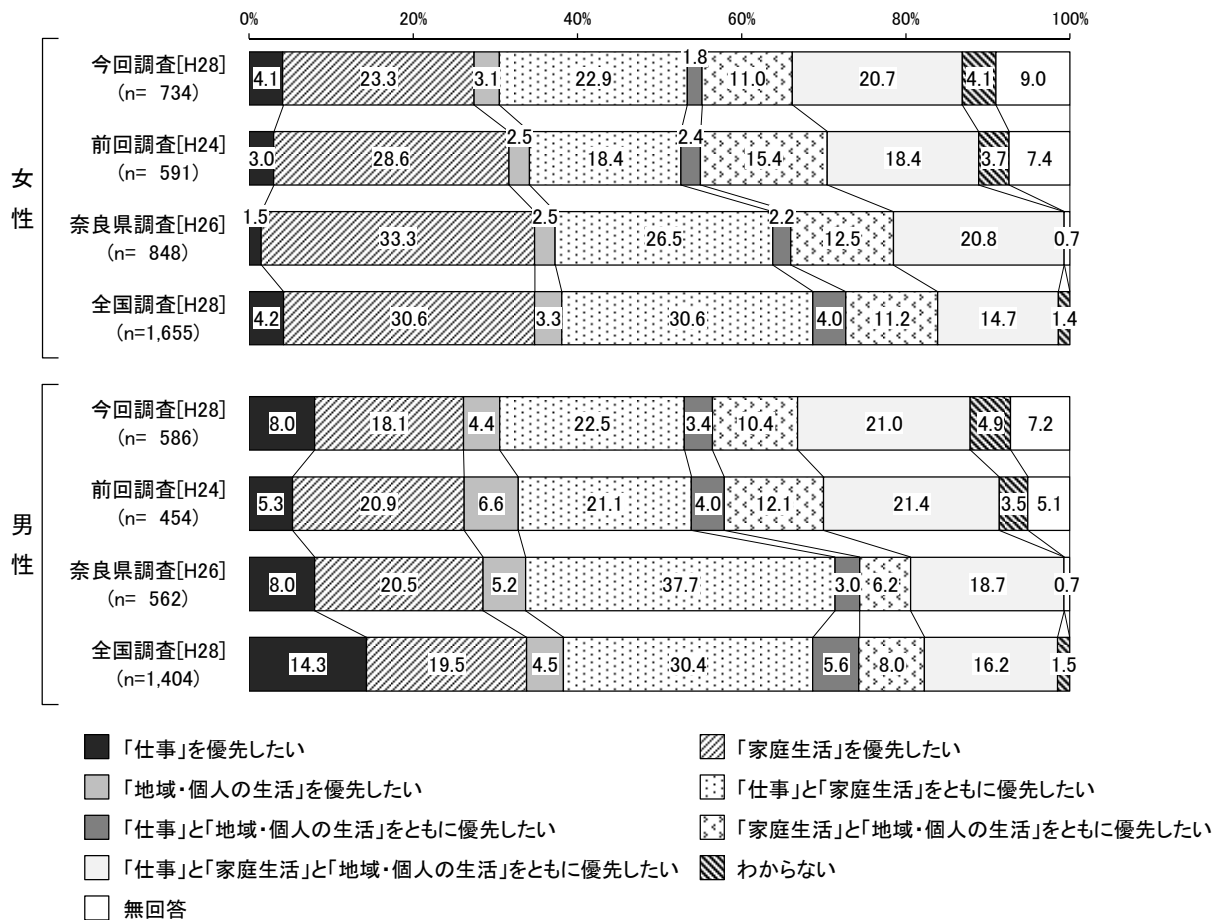 0% 20% 40% 60% 80% 100%
女性
今回調査[H28]
(n= 734)
4.1 23.3 3.1 22.9 1.8 11.0 20.7 4.1 9.0
前回調査[H24]
(n= 591)
3.0 28.6 2.5 18.4 2.4 15.4 18.4 3.7 7.4
奈良県調査[H26]
(n= 848)
1.5 33.3 2.5 26.5 2.2 12.5 20.8 0.7
全国調査[H28]
(n=1,655)
4.2 30.6 3.3 30.6 4.0 11.2 14.7 1.4
男性
今回調査[H28]
(n= 586)
8.0 18.1 4.4 22.5 3.4 10.4 21.0 4.9 7.2
前回調査[H24]
(n= 454)
5.3 20.9 6.6 21.1 4.0 12.1 21.4 3.5 5.1
奈良県調査[H26]
(n= 562)
8.0 20.5 5.2 37.7 3.0 6.2 18.7 0.7
全国調査[H28]
(n=1,404)
14.3 19.5 4.5 30.4 5.6 8.0 16.2 1.5
「仕事」を優先したい
「家庭生活」を優先したい
「地域・個人の生活」を優先したい
「仕事」と「家庭生活」をともに優先したい
「仕事」と「地域・個人の生活」をともに優先したい
「家庭生活」と「地域・個人の生活」をともに優先したい
「仕事」と「家庭生活」と「地域・個人の生活」をともに優先したい
わからない
無回答